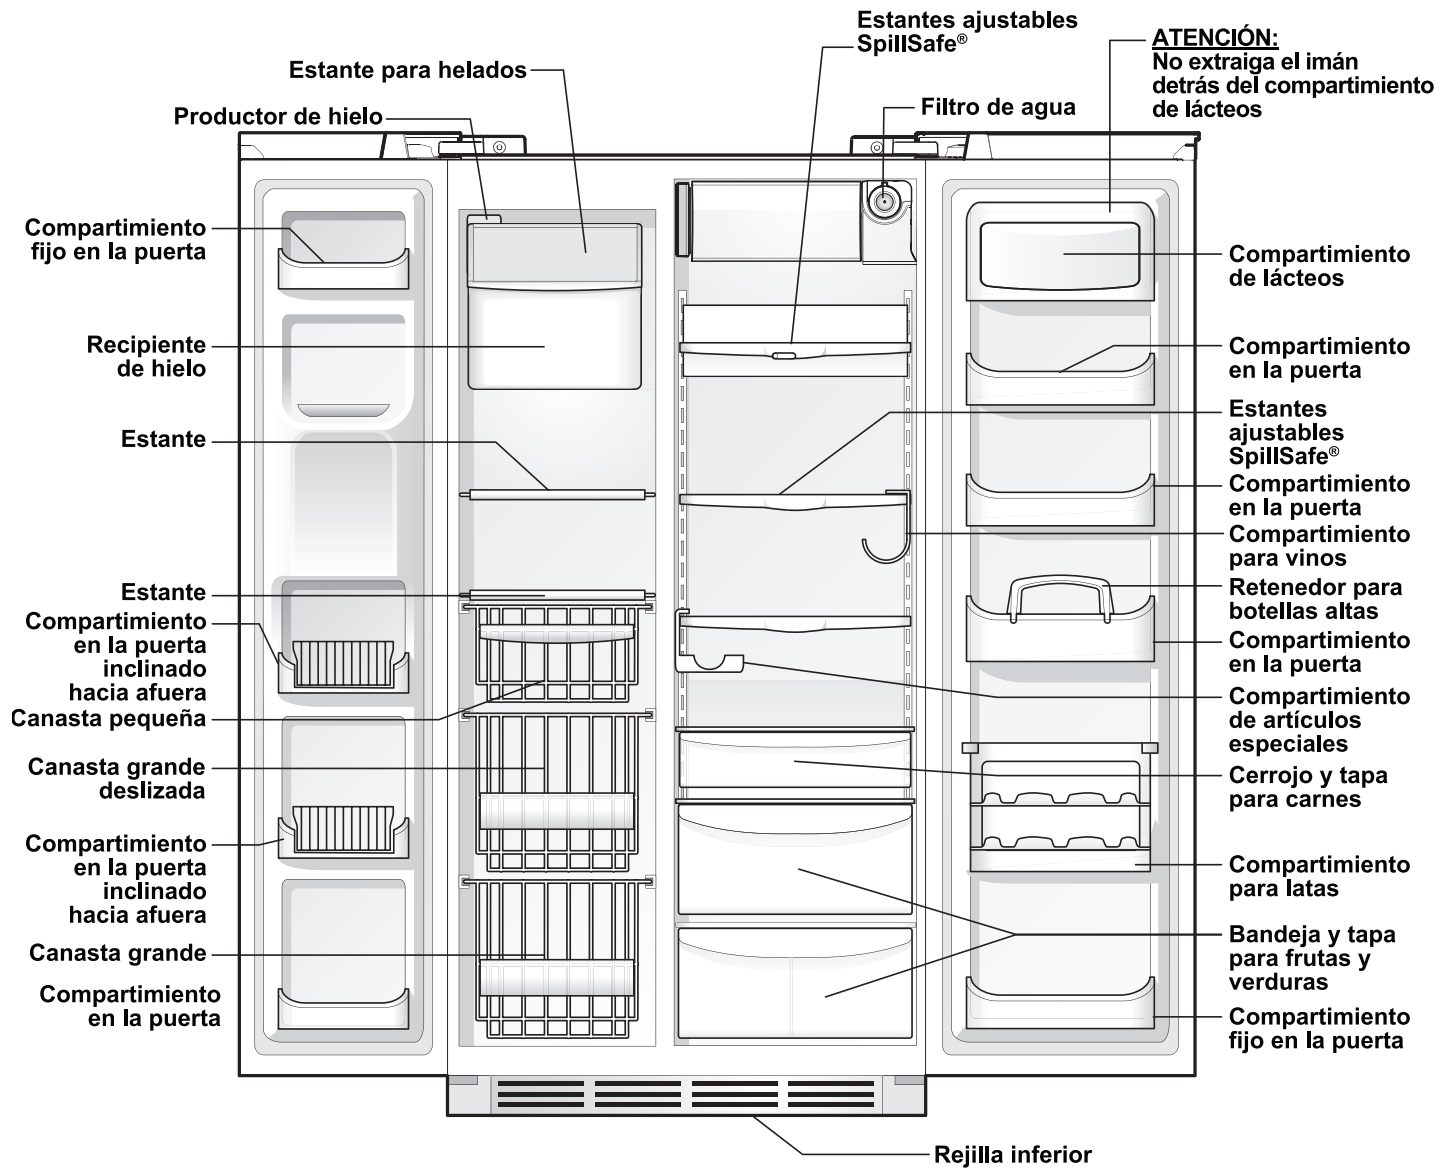 Estantes ajustables
SpillSafe®
ATENCIÓN:
No extraiga el imán
detrás del compartimiento
de lácteos
Estante para helados
Filtro de agua
Productor de hielo
Compartimiento
fijo en la puerta
Recipiente
de hielo
Estante
Estante
Compartimiento
en la puerta
inclinado
hacia afuera
Canasta pequeña
Canasta grande
deslizada
Compartimiento
en la puerta
inclinado
hacia afuera
Canasta grande
Compartimiento
en la puerta
Compartimiento
de lácteos
Compartimiento
en la puerta
Estantes
ajustables
SpillSafe®
Compartimiento
en la puerta
Compartimiento
para vinos
Retenedor para
botellas altas
Compartimiento
en la puerta
Compartimiento
de artículos
especiales
Cerrojo y tapa
para carnes
Compartimiento
para latas
Bandeja y tapa
para frutas y
verduras
Compartimiento
fijo en la puerta
Rejilla inferior